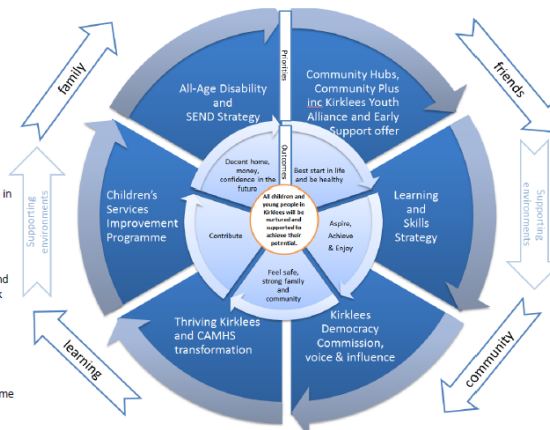 family
friends
Priorities
All-Age Disability
and
SEND Strategy
Community Hubs,
Community Plus
inc Kirklees Youth
Alliance and Early
Support offer
Outcomes
Decent home,
money,
confidence in the
future
Best start in life
and be healthy
in
Supporting
environments
Children's
Services
Improvement
Programme
Contribute
All children and
young people in
Kirklees will be
nurtured and
supported to
achieve their
potential.
Aspire,
Achieve
& Enjoy
Learning
and
Skills
Strategy
Supporting
environments
Feel safe,
strong family
and
community
Thriving Kirklees
and CAMHS
transformation
Kirklees
Democracy
Commission,
voice & influence
learning
community